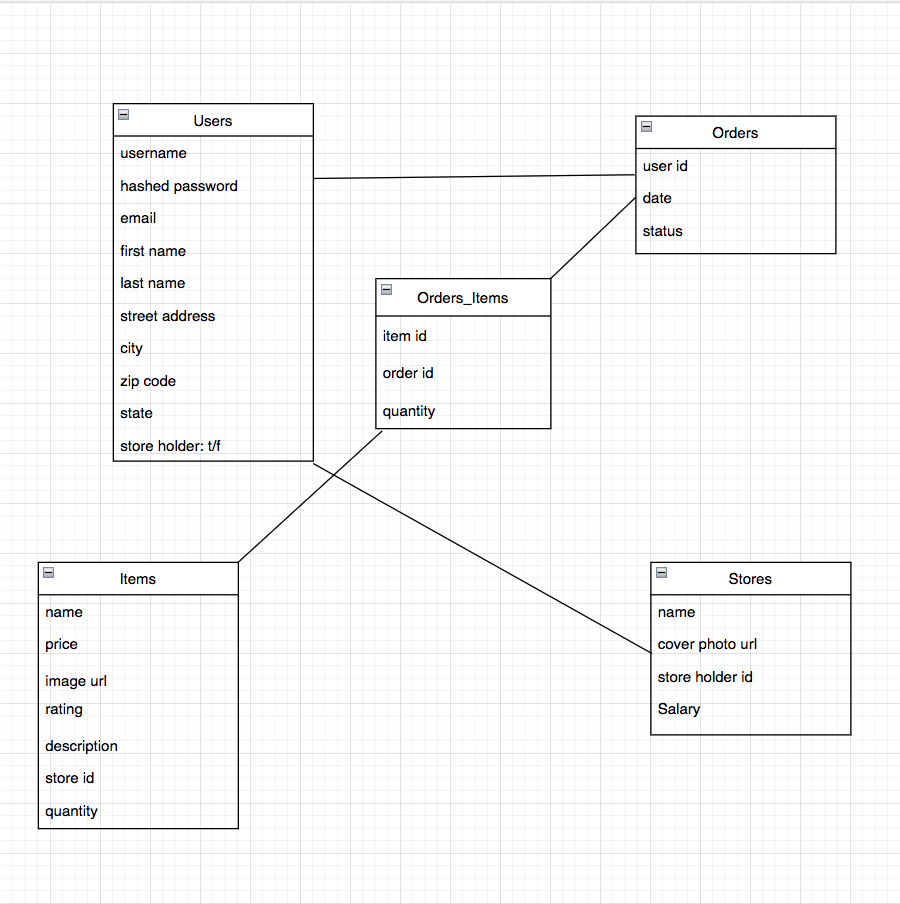 Users
username
hashed password
email
first name
last name
street address
city
zip code
state
store holder: t/f
Orders
user id
date
status
Orders_Items
item id
order id
quantity
Items
name
price
image url
rating
description
store id
quantity
Stores
name
cover photo url
store holder id
Salary